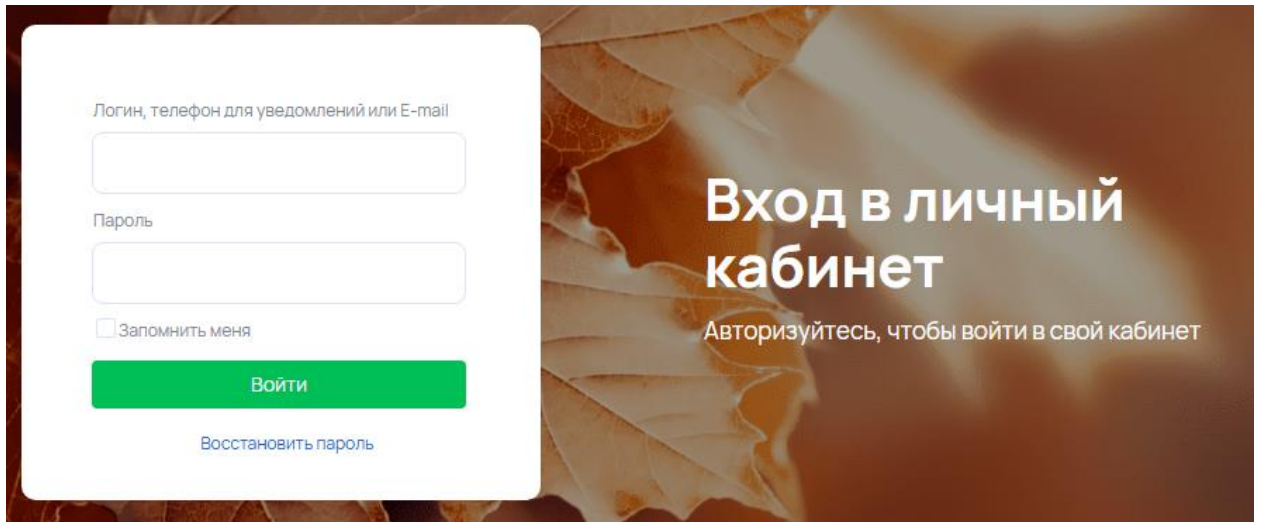 Логин, телефон для уведомлений или E-mail
Пароль
Запомнить меня
Войти
Восстановить пароль
Вход в личный
кабинет
Авторизуйтесь, чтобы войти в свой кабинет